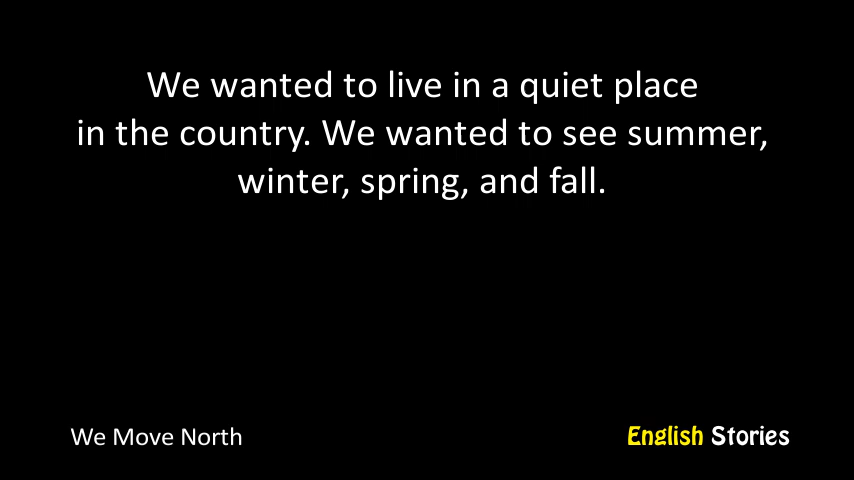 We wanted to live in a quiet place
in the country. We wanted to see summer,
winter, spring, and fall.
We Move North
English Stories